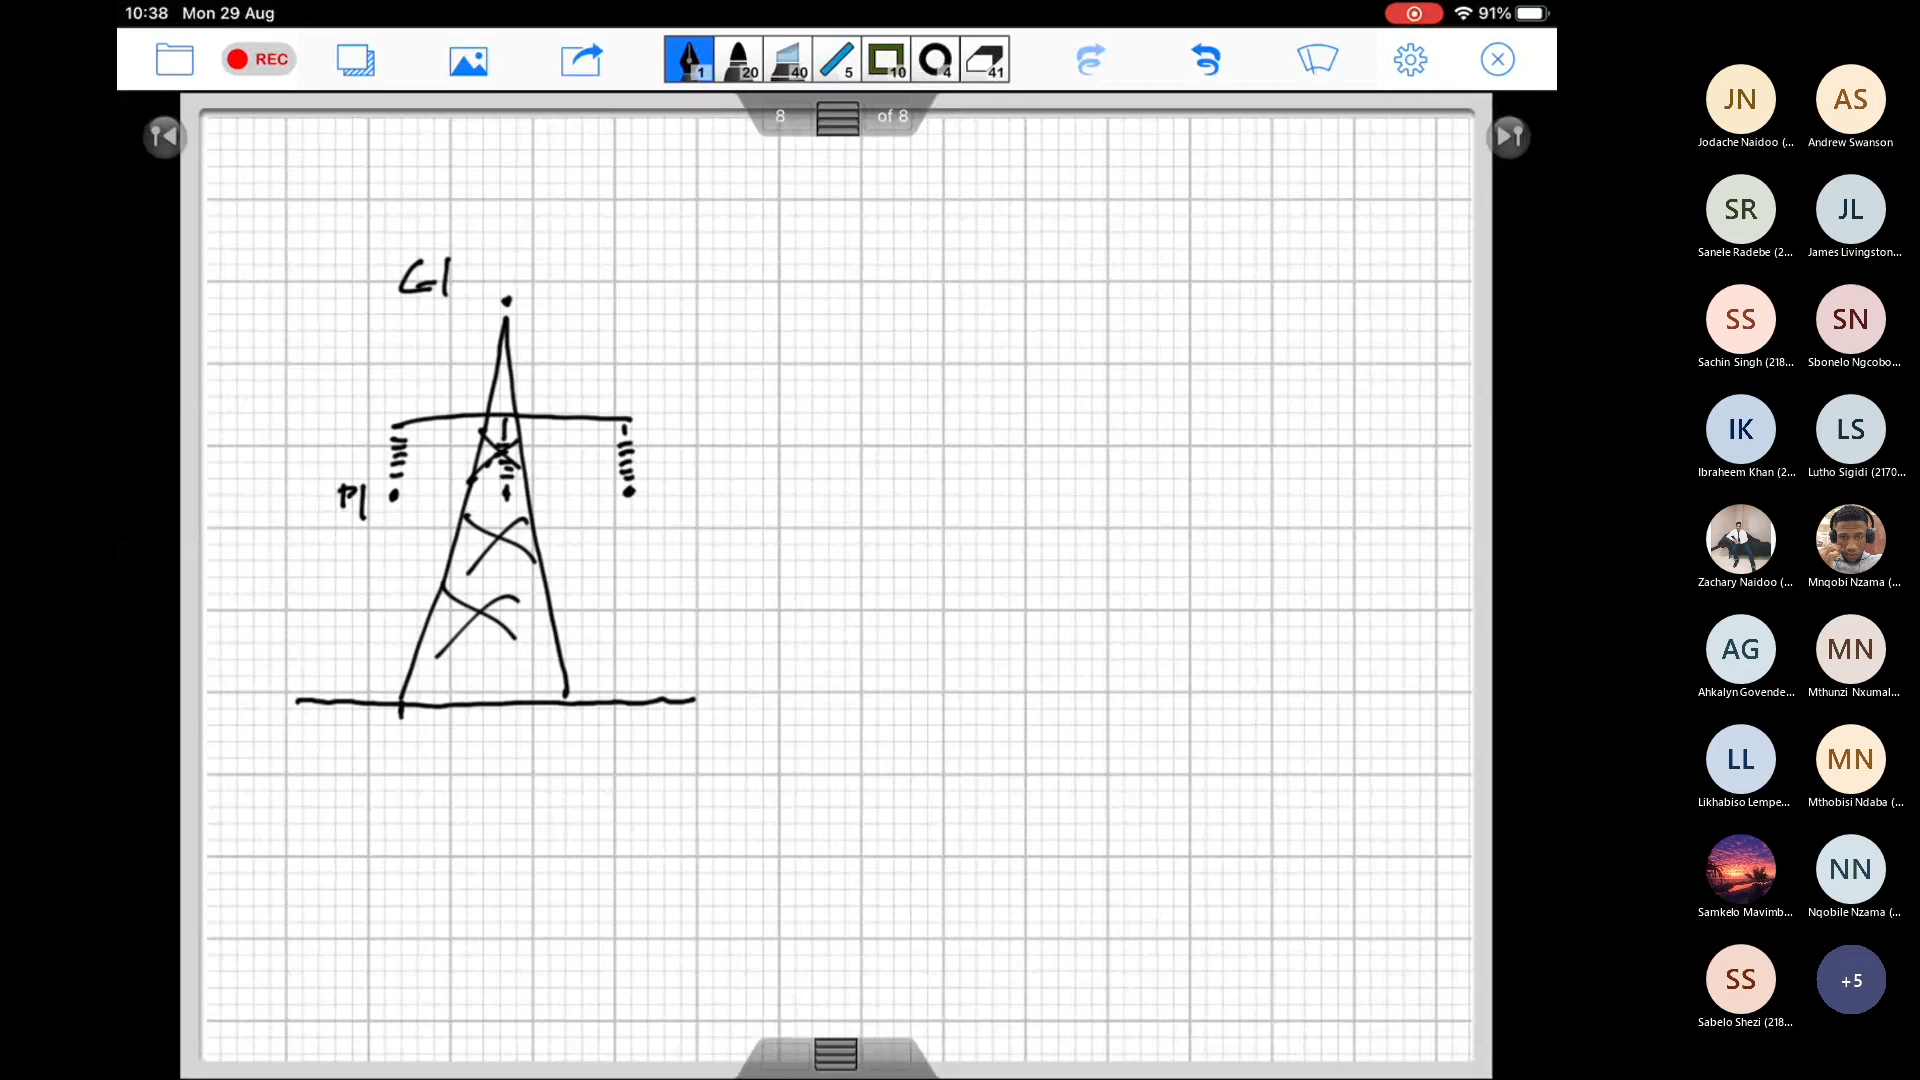 10:38 Mon 29 Aug
91%
REC
1
20
40
5
10
4
41
8 of 8
G1
P1
JN
Jodache Naidoo (...
AS
Andrew Swanson
SR
Sanele Radebe (2...
JL
James Livingston...
SS
Sachin Singh (218...
SN
Sbonelo Ngcobo...
IK
Ibraheem Khan (2...
LS
Lutho Sigidi (2170...
Zachary Naidoo (...
Mnqobi Nzama (...
AG
Ahkalyn Govende...
MN
Mthunzi Nxumal...
LL
Likhabiso Lempe...
MN
Mthobisi Ndaba (...
Samkelo Mavimb...
NN
Nqobile Nzama (...
SS
Sabelo Shezi (218...
+5